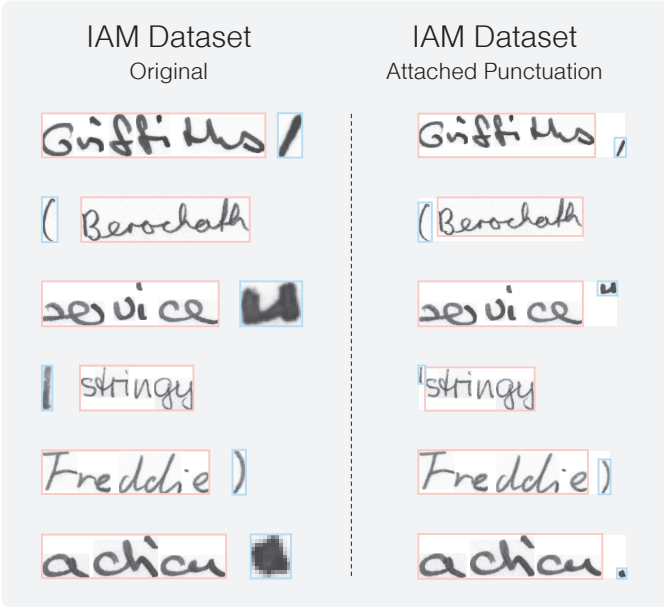 IAM Dataset
Original
Griffiths ,
( Berochath
service "
' stringy
Freddie )
action .
IAM Dataset
Attached Punctuation
Griffiths ,
( Berochath
service "
' stringy
Freddie )
action .